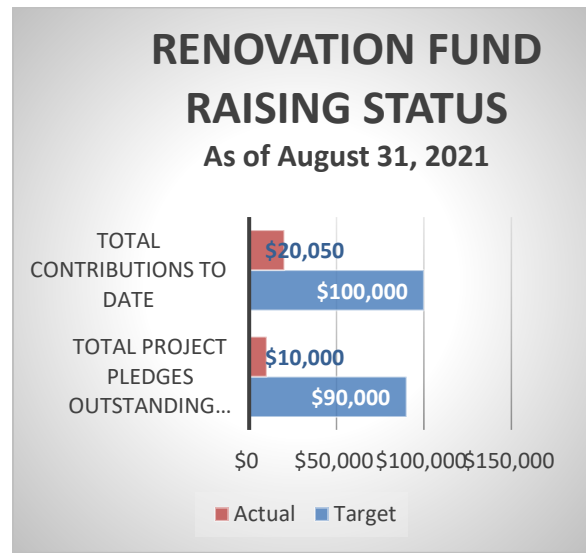 RENOVATION FUND
RAISING STATUS
As of August 31, 2021
TOTAL
CONTRIBUTIONS TO
DATE
$20,050
$100,000
TOTAL PROJECT
PLEDGES
OUTSTANDING...
$10,000
$90,000
$0 $50,000 $100,000 $150,000
Actual Target